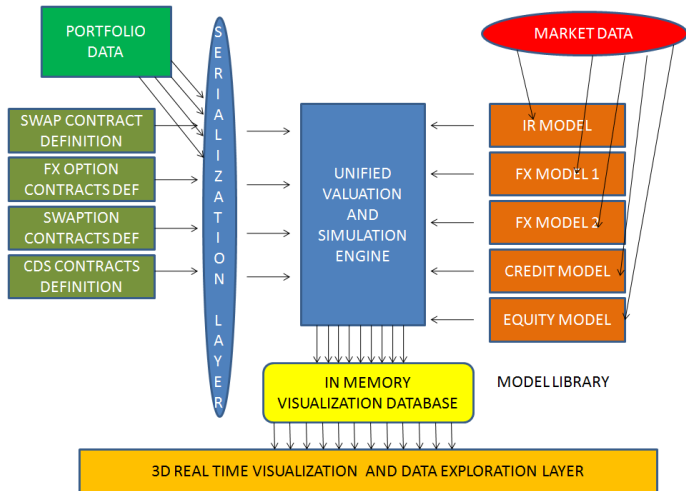 PORTFOLIO
DATA
SERIALIZATION LAYER
MARKET DATA
SWAP CONTRACT
DEFINITION
FX OPTION
CONTRACTS DEF
SWAPTION
CONTRACTS DEF
CDS CONTRACTS
DEFINITION
UNIFIED
VALUATION
AND
SIMULATION
ENGINE
IR MODEL
FX MODEL 1
FX MODEL 2
CREDIT MODEL
EQUITY MODEL
IN MEMORY
VISUALIZATION DATABASE
MODEL LIBRARY
3D REAL TIME VISUALIZATION AND DATA EXPLORATION LAYER